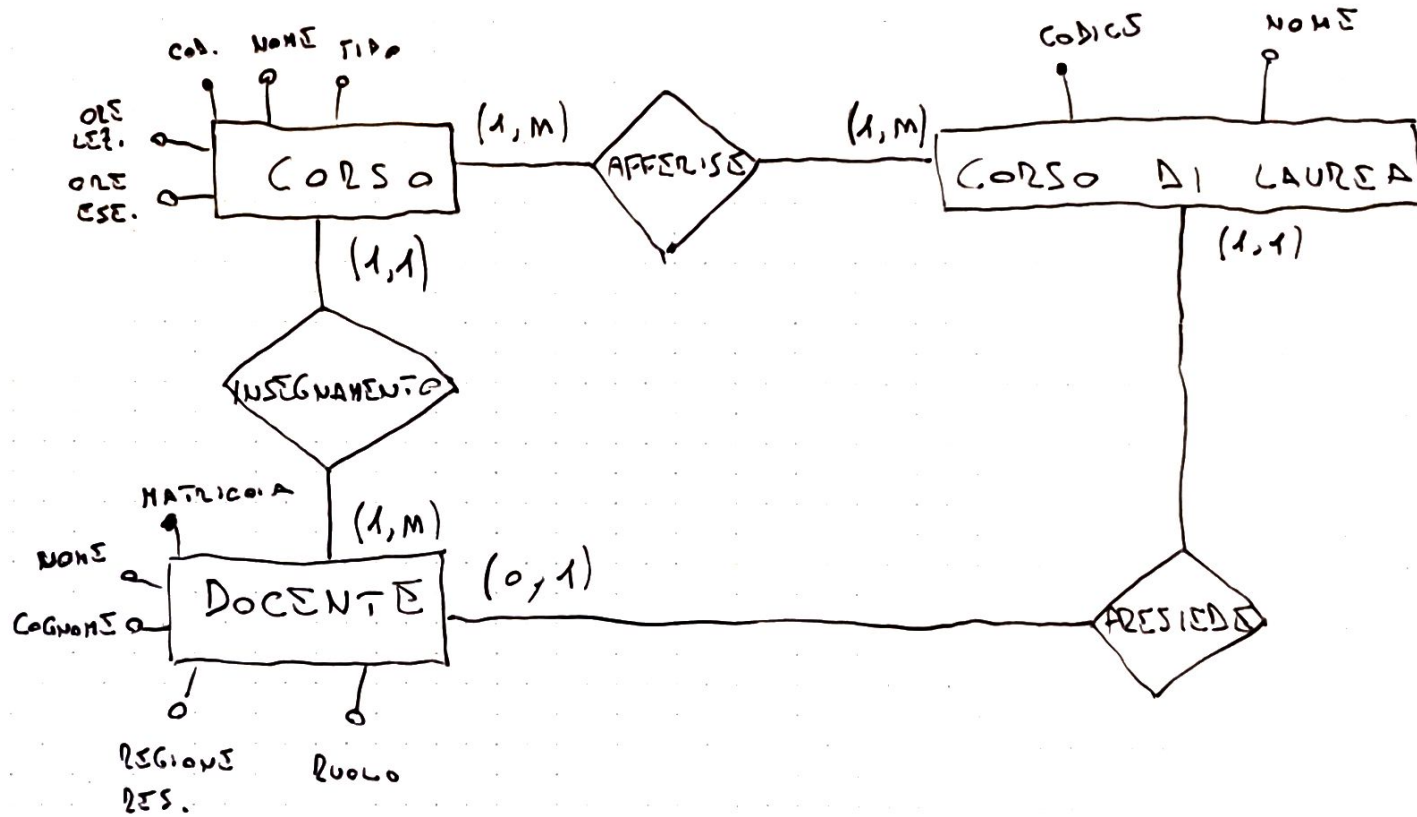 COD. NOME TIPO
CODICE NOME
ORE
LEZ.
ORE
ESE.
CORSO
(1,M)
AFFERISE
(1,M)
CORSO DI LAUREA
(1,1)
(1,1)
INSEGNAMENTO
MATRICOLA
(1,M)
NOME
COGNOME
DOCENTE
(0,1)
PRESIEDE
REGIONE
RES.
RUOLO